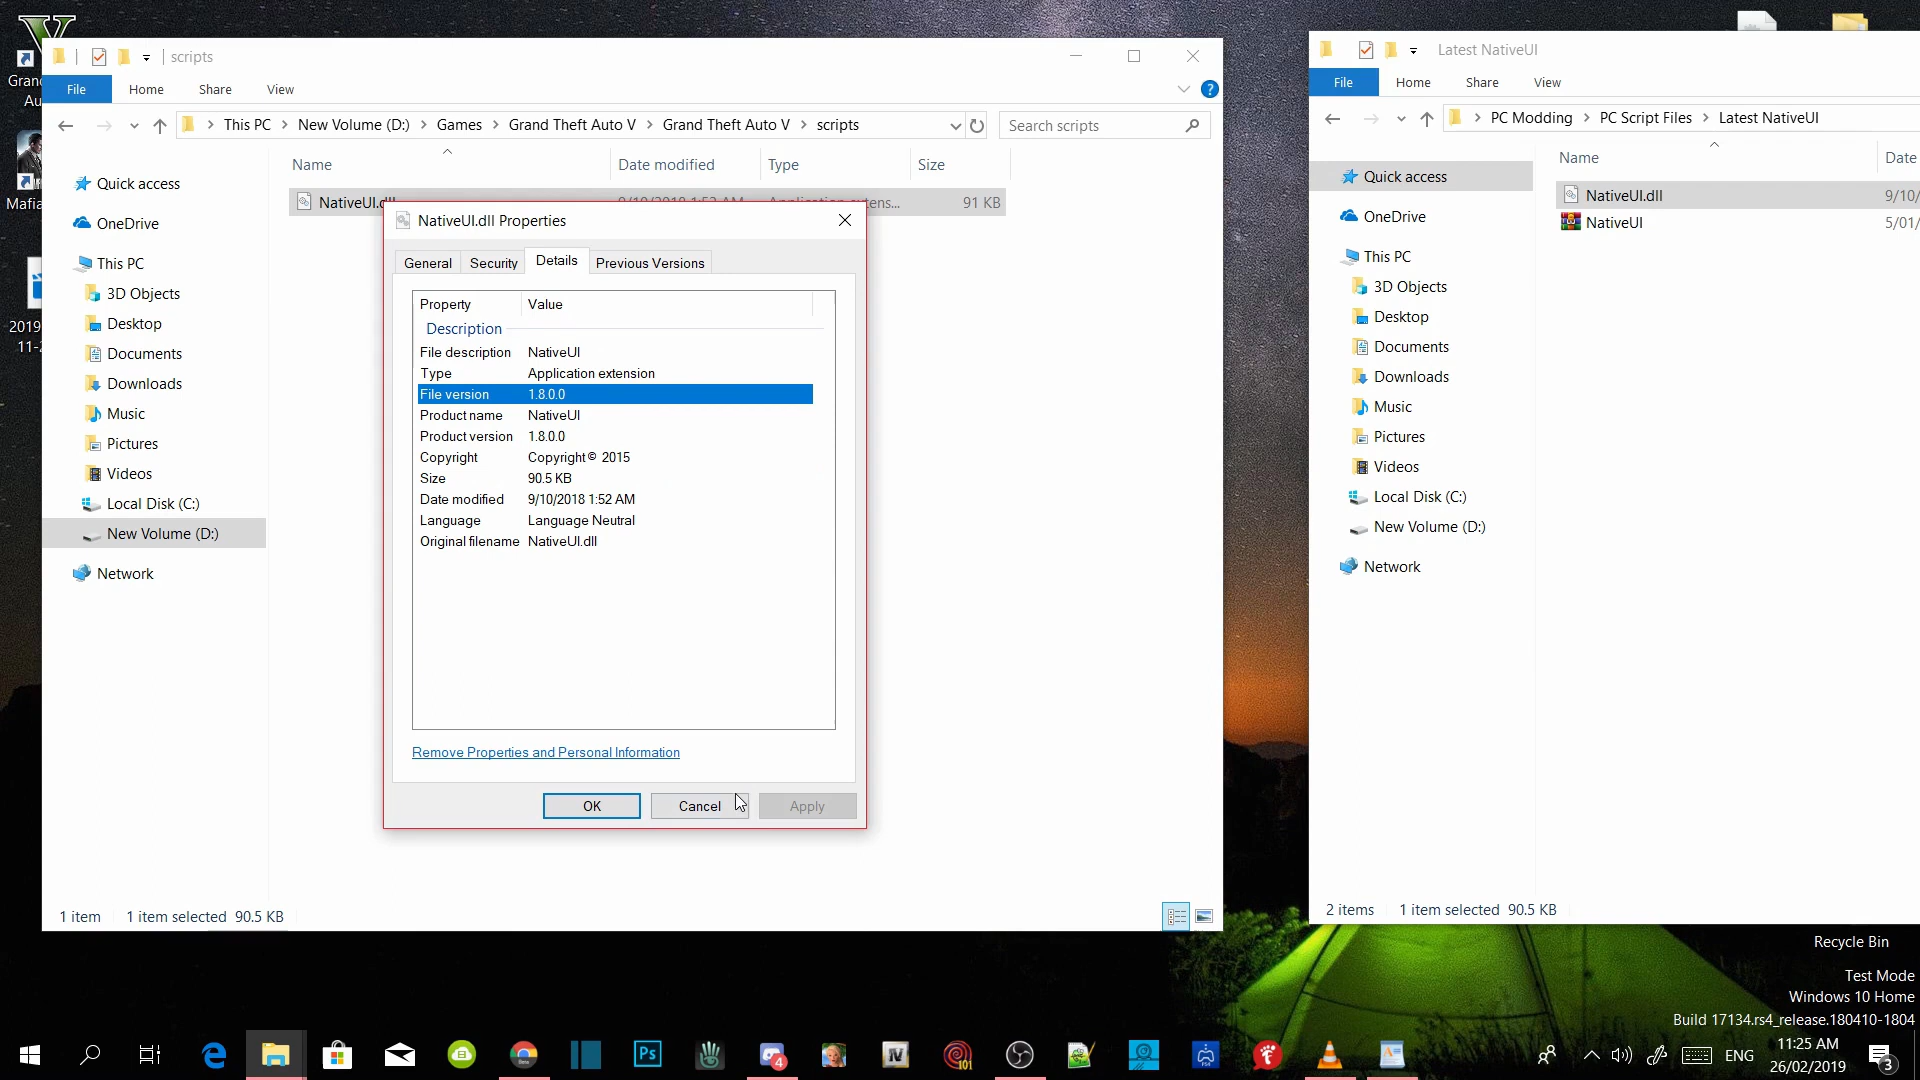 Grand
Au
Mafia
2019
11-2
scripts
File
Home
Share
View
This PC
New Volume (D:)
Games
Grand Theft Auto V
Grand Theft Auto V
scripts
Search scripts
Name
Date modified
Type
Size
NativeUI.dll
9/10/2018 1:52 AM
Application extens...
91 KB
Quick access
OneDrive
This PC
3D Objects
Desktop
Documents
Downloads
Music
Pictures
Videos
Local Disk (C:)
New Volume (D:)
Network
1 item
1 item selected 90.5 KB
NativeUI.dll Properties
General
Security
Details
Previous Versions
Property Value
Description
File description NativeUI
Type Application extension
File version 1.8.0.0
Product name NativeUI
Product version 1.8.0.0
Copyright Copyright © 2015
Size 90.5 KB
Date modified 9/10/2018 1:52 AM
Language Language Neutral
Original filename NativeUI.dll
Remove Properties and Personal Information
OK
Cancel
Apply
Latest NativeUI
File
Home
Share
View
PC Modding
PC Script Files
Latest NativeUI
Name
Date
NativeUI.dll
9/10/
NativeUI
5/01/
Quick access
OneDrive
This PC
3D Objects
Desktop
Documents
Downloads
Music
Pictures
Videos
Local Disk (C:)
New Volume (D:)
Network
2 items
1 item selected 90.5 KB
Recycle Bin
Test Mode
Windows 10 Home
Build 17134.rs4_release.180410-1804
Ps
4
IV
101
ENG
11:25 AM
26/02/2019
3